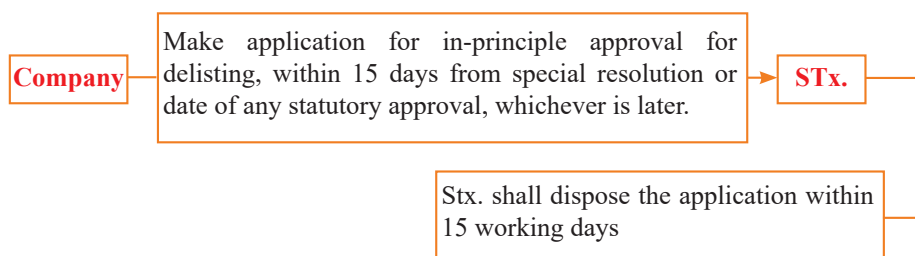 Company
Make application for in-principle approval for
delisting, within 15 days from special resolution or
date of any statutory approval, whichever is later.
STx.
Stx. shall dispose the application within
15 working days